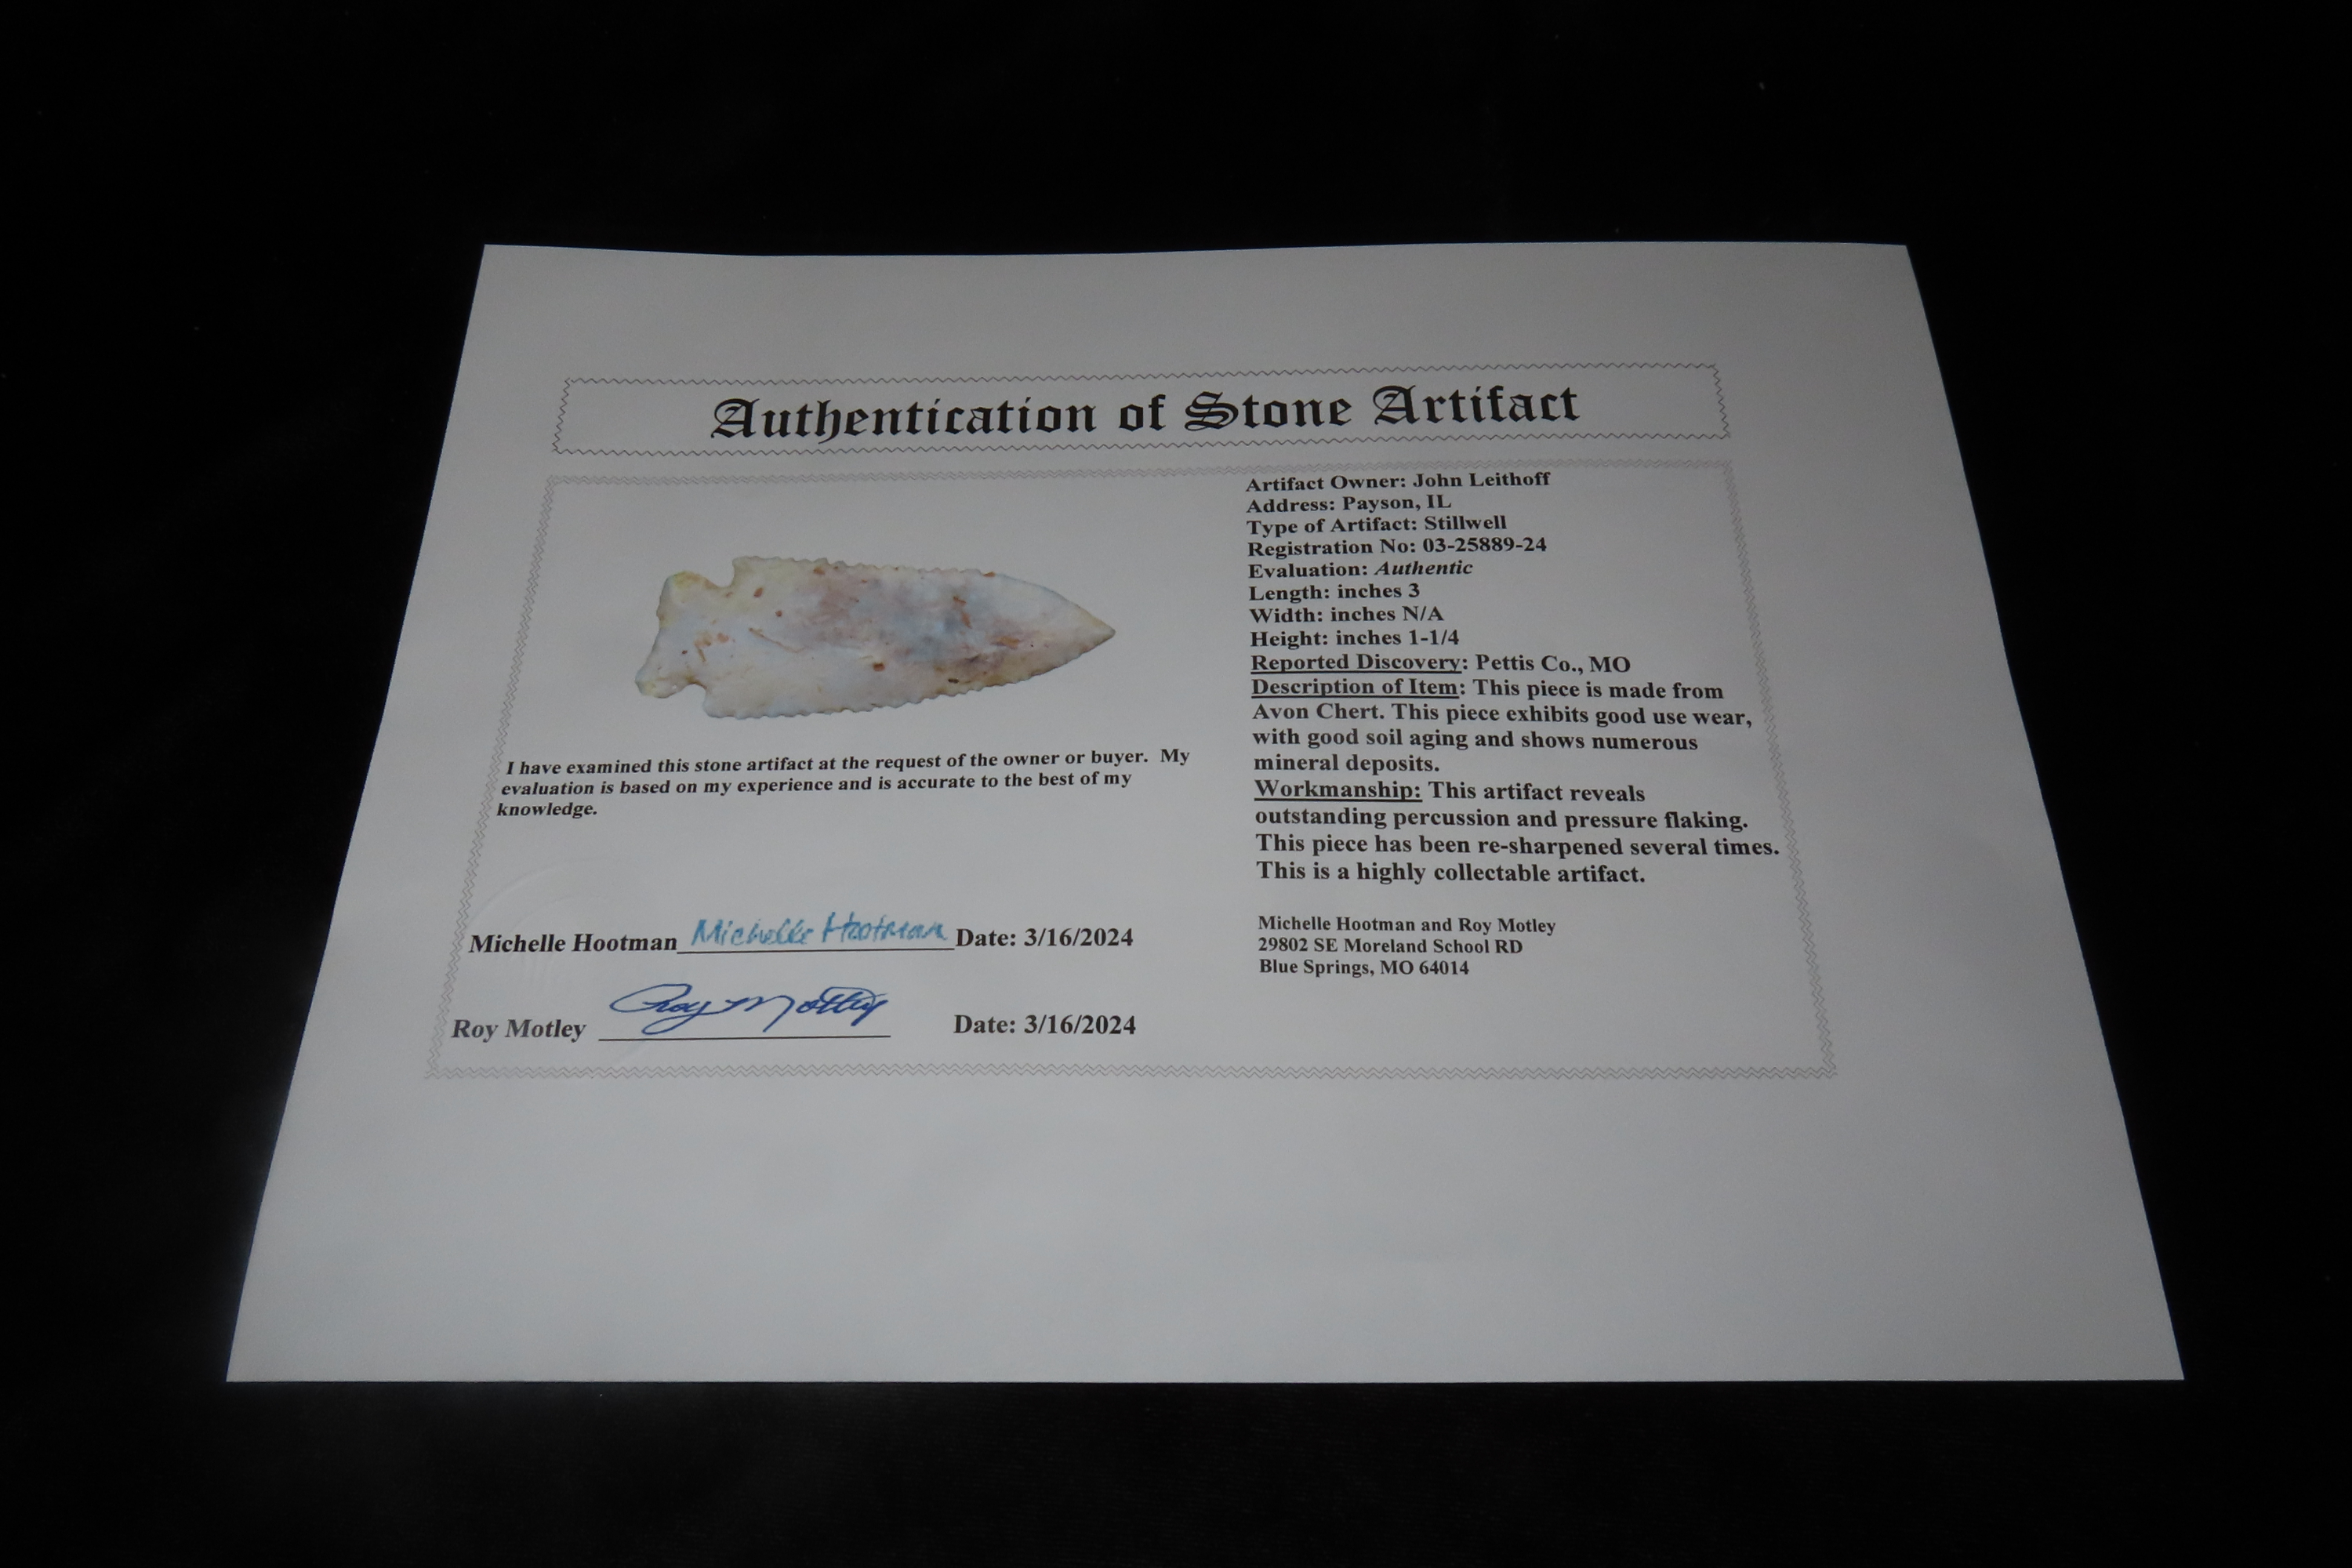 Authentication of Stone Artifact
Artifact Owner: John Leithoff
Address: Payson, IL
Type of Artifact: Stillwell
Registration No: 03-25889-24
Evaluation: Authentic
Length: inches 3
Width: inches N/A
Height: inches 1-1/4
Reported Discovery: Pettis Co., MO
Description of Item: This piece is made from
Avon Chert. This piece exhibits good use wear,
with good soil aging and shows numerous
mineral deposits.
Workmanship: This artifact reveals
outstanding percussion and pressure flaking.
This piece has been re-sharpened several times.
This is a highly collectable artifact.
I have examined this stone artifact at the request of the owner or buyer. My
evaluation is based on my experience and is accurate to the best of my
knowledge.
Michelle Hootman Michelle Hootman Date: 3/16/2024
Roy Motley Roy Motley Date: 3/16/2024
Michelle Hootman and Roy Motley
29802 SE Moreland School RD
Blue Springs, MO 64014